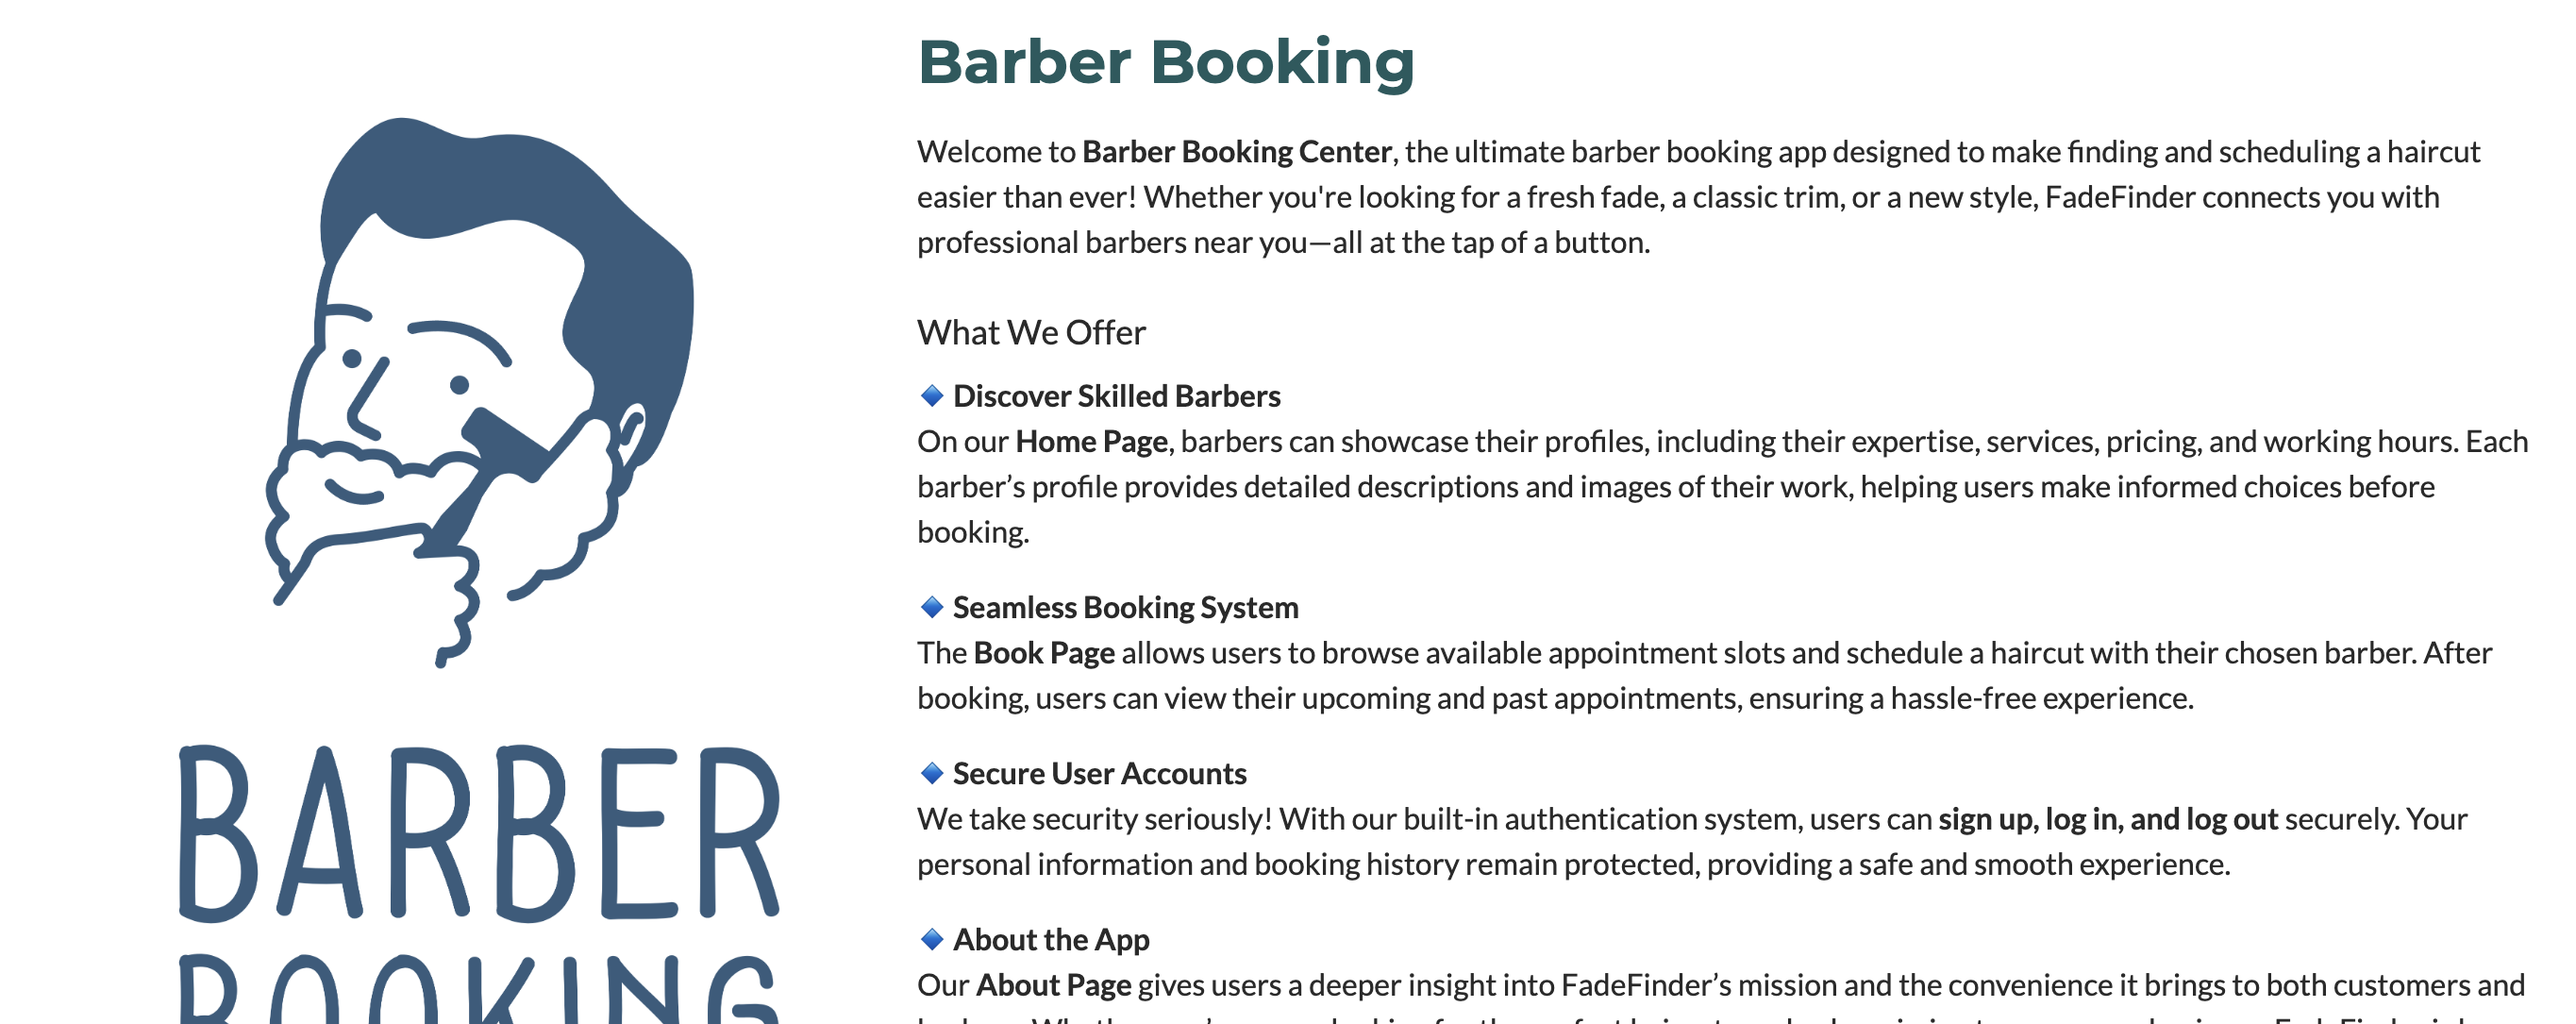 Barber Booking
Welcome to Barber Booking Center, the ultimate barber booking app designed to make finding and scheduling a haircut
easier than ever! Whether you're looking for a fresh fade, a classic trim, or a new style, FadeFinder connects you with
professional barbers near you—all at the tap of a button.
What We Offer
🔹 Discover Skilled Barbers
On our Home Page, barbers can showcase their profiles, including their expertise, services, pricing, and working hours. Each
barber’s profile provides detailed descriptions and images of their work, helping users make informed choices before
booking.
🔹 Seamless Booking System
The Book Page allows users to browse available appointment slots and schedule a haircut with their chosen barber. After
booking, users can view their upcoming and past appointments, ensuring a hassle-free experience.
🔹 Secure User Accounts
We take security seriously! With our built-in authentication system, users can sign up, log in, and log out securely. Your
personal information and booking history remain protected, providing a safe and smooth experience.
🔹 About the App
Our About Page gives users a deeper insight into FadeFinder’s mission and the convenience it brings to both customers and
BARBER
BOOKING